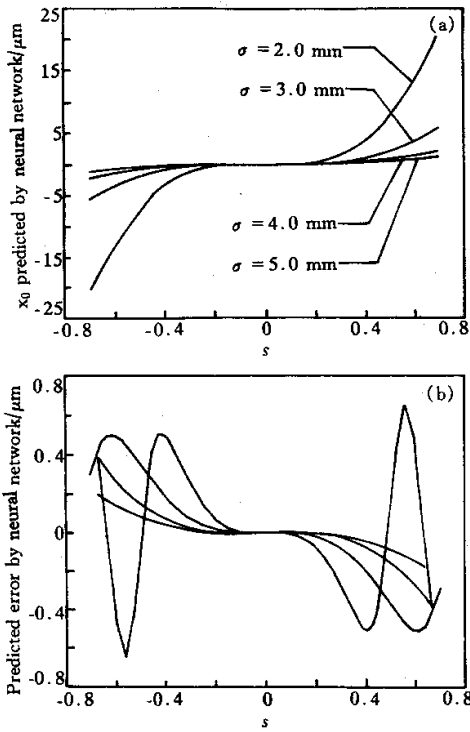 (a)
x₀ predicted by neural network/μm
25
15
5
-5
-15
-25
σ = 2.0 mm
σ = 3.0 mm
σ = 4.0 mm
σ = 5.0 mm
-0.8
-0.4
0
0.4
0.8
s
(b)
Predicted error by neural network/μm
0.8
0.4
0
-0.4
0.8
-0.8
-0.4
0
0.4
0.8
s